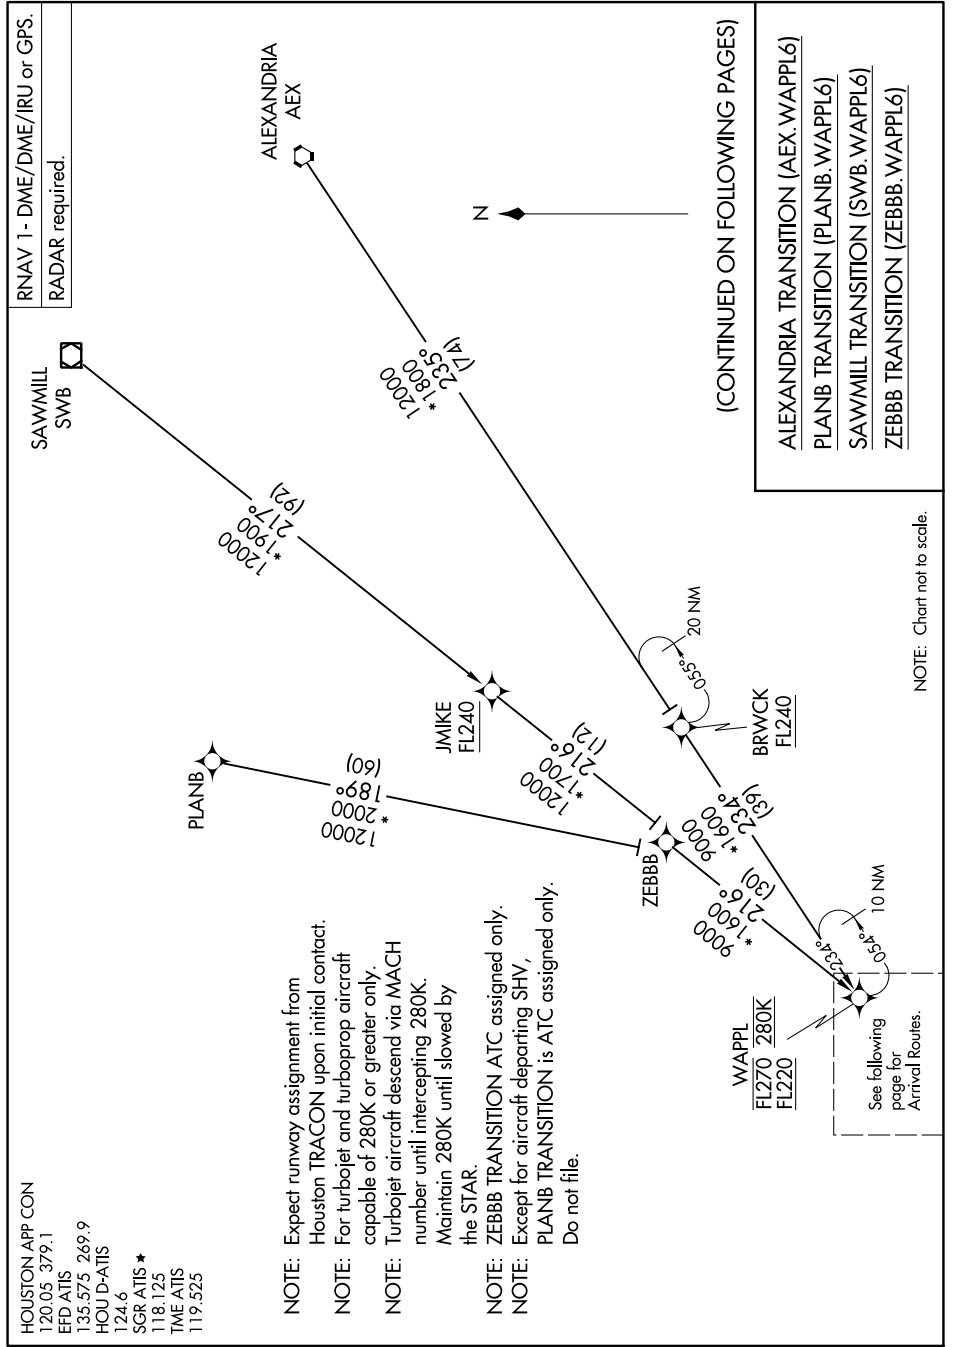 HOUSTON APP CON
120.05 379.1
EFD ATIS
135.575 269.9
HOU D-ATIS
124.6
SGR ATIS ★
118.125
TME ATIS
119.525
RNAV 1- DME/DME/IRU or GPS.
RADAR required.
SAWMILL
SWB
ALEXANDRIA
AEX
PLANB
12000
*1900
217°
(92)
12000
*1800
235°
(74)
JMIKE
FL240
12000
*2000
189°
(60)
12000
*1700
216°
(12)
N
ZEBBB
20 NM
055°
BRWCK
FL240
9000
*1600
216°
(30)
9000
*1600
234°
(39)
234°
10 NM
054°
WAPPL
FL270 280K
FL220
See following
page for
Arrival Routes.
NOTE: Expect runway assignment from
Houston TRACON upon initial contact.
NOTE: For turbojet and turboprop aircraft
capable of 280K or greater only.
NOTE: Turbojet aircraft descend via MACH
number until intercepting 280K.
Maintain 280K until slowed by
the STAR.
NOTE: ZEBBB TRANSITION ATC assigned only.
NOTE: Except for aircraft departing SHV,
PLANB TRANSITION is ATC assigned only.
Do not file.
(CONTINUED ON FOLLOWING PAGES)
ALEXANDRIA TRANSITION (AEX.WAPPL6)
PLANB TRANSITION (PLANB.WAPPL6)
SAWMILL TRANSITION (SWB.WAPPL6)
ZEBBB TRANSITION (ZEBBB.WAPPL6)
NOTE: Chart not to scale.